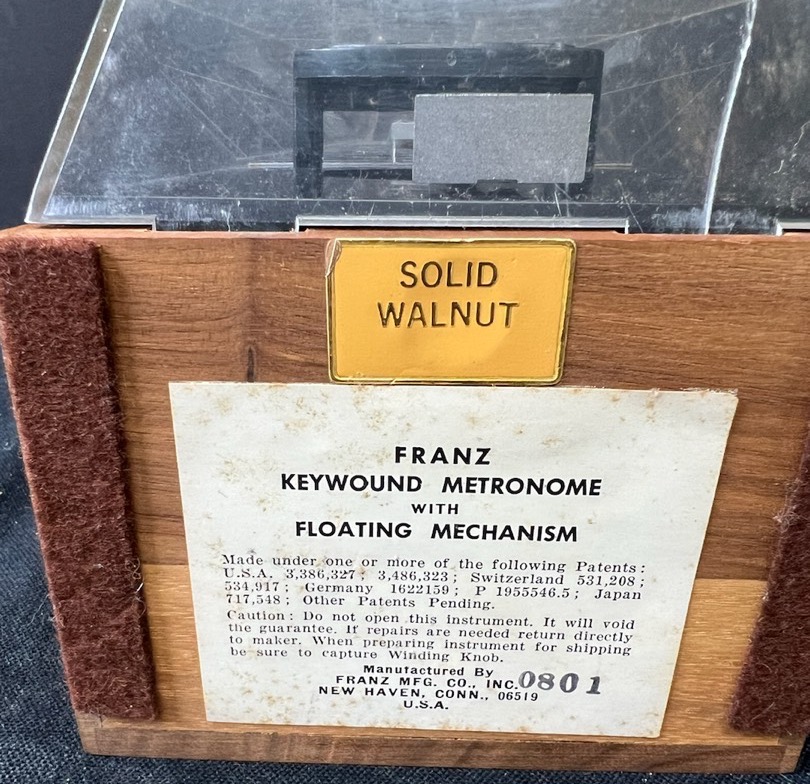 SOLID
WALNUT
FRANZ
KEYWOUND METRONOME
WITH
FLOATING MECHANISM
Made under one or more of the following Patents:
U.S.A. 3,386,327; 3,486,323; Switzerland 531,208;
534,917; Germany 1622159; P 1955546.5; Japan
717,548; Other Patents Pending.
Caution: Do not open this instrument. It will void
the guarantee. If repairs are needed return directly
to maker. When preparing instrument for shipping
be sure to capture Winding Knob.
Manufactured By
FRANZ MFG. CO., INC. 0801
NEW HAVEN, CONN., 06519
U.S.A.